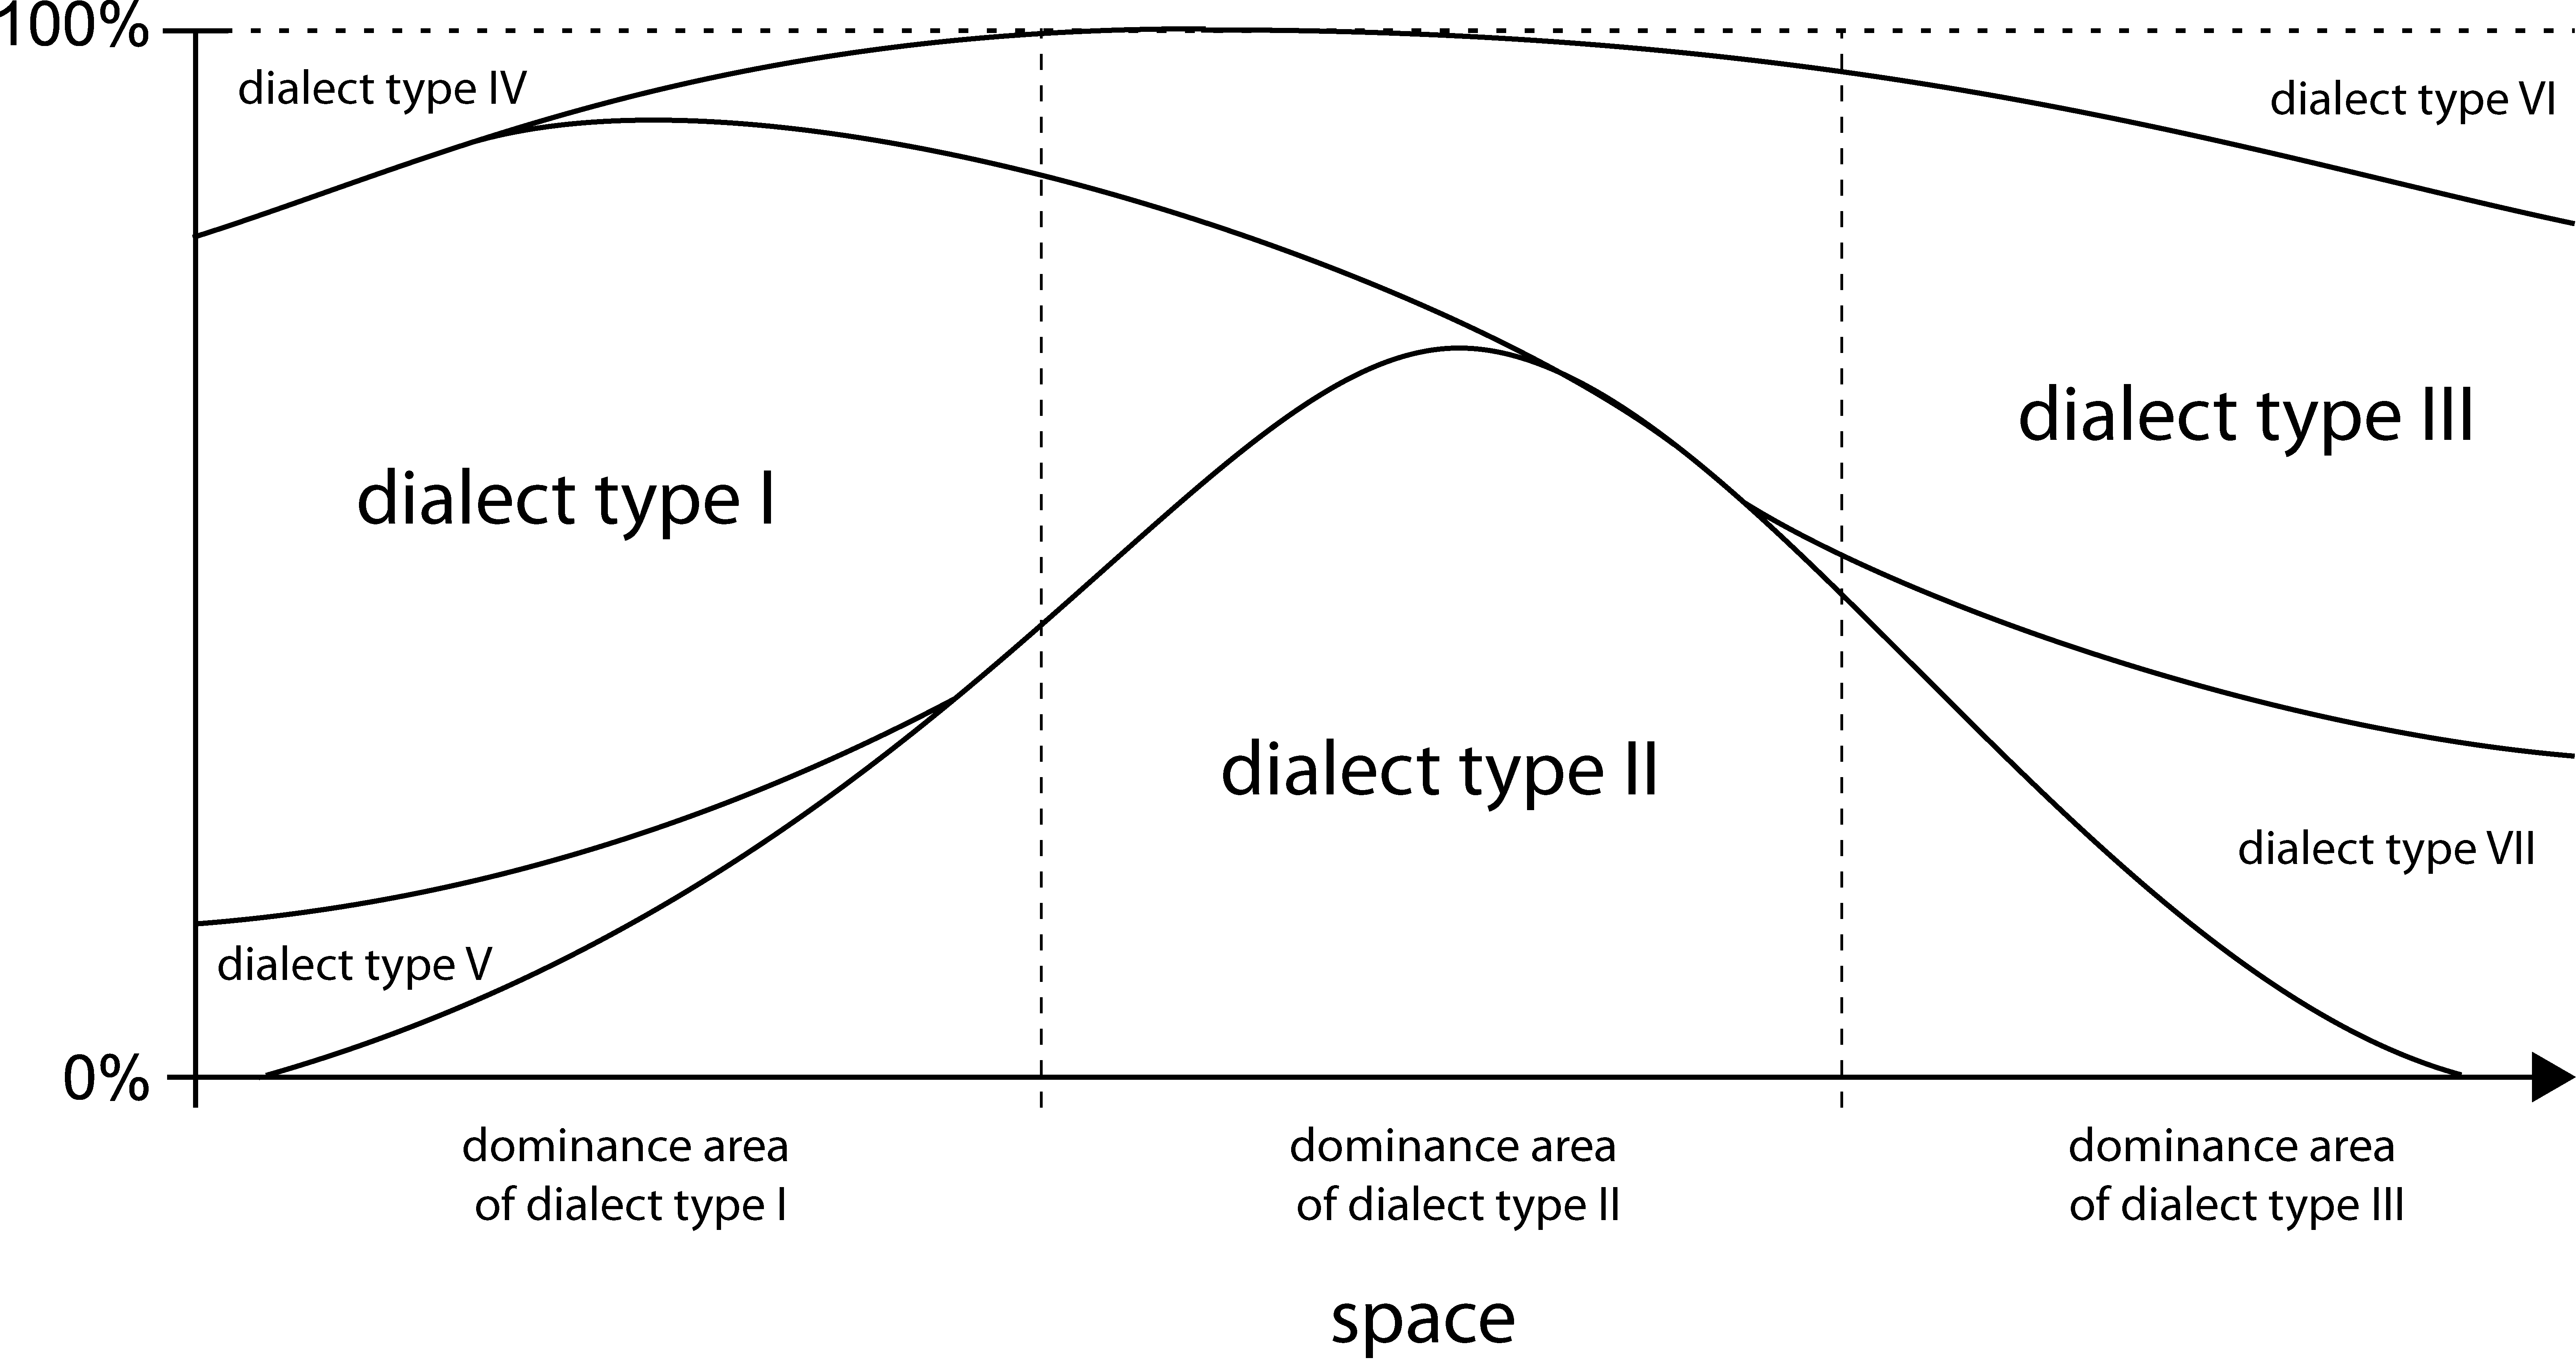 100%
dialect type IV
dialect type VI
dialect type III
dialect type I
dialect type II
dialect type VII
dialect type V
0%
dominance area
of dialect type I
dominance area
of dialect type II
dominance area
of dialect type III
space